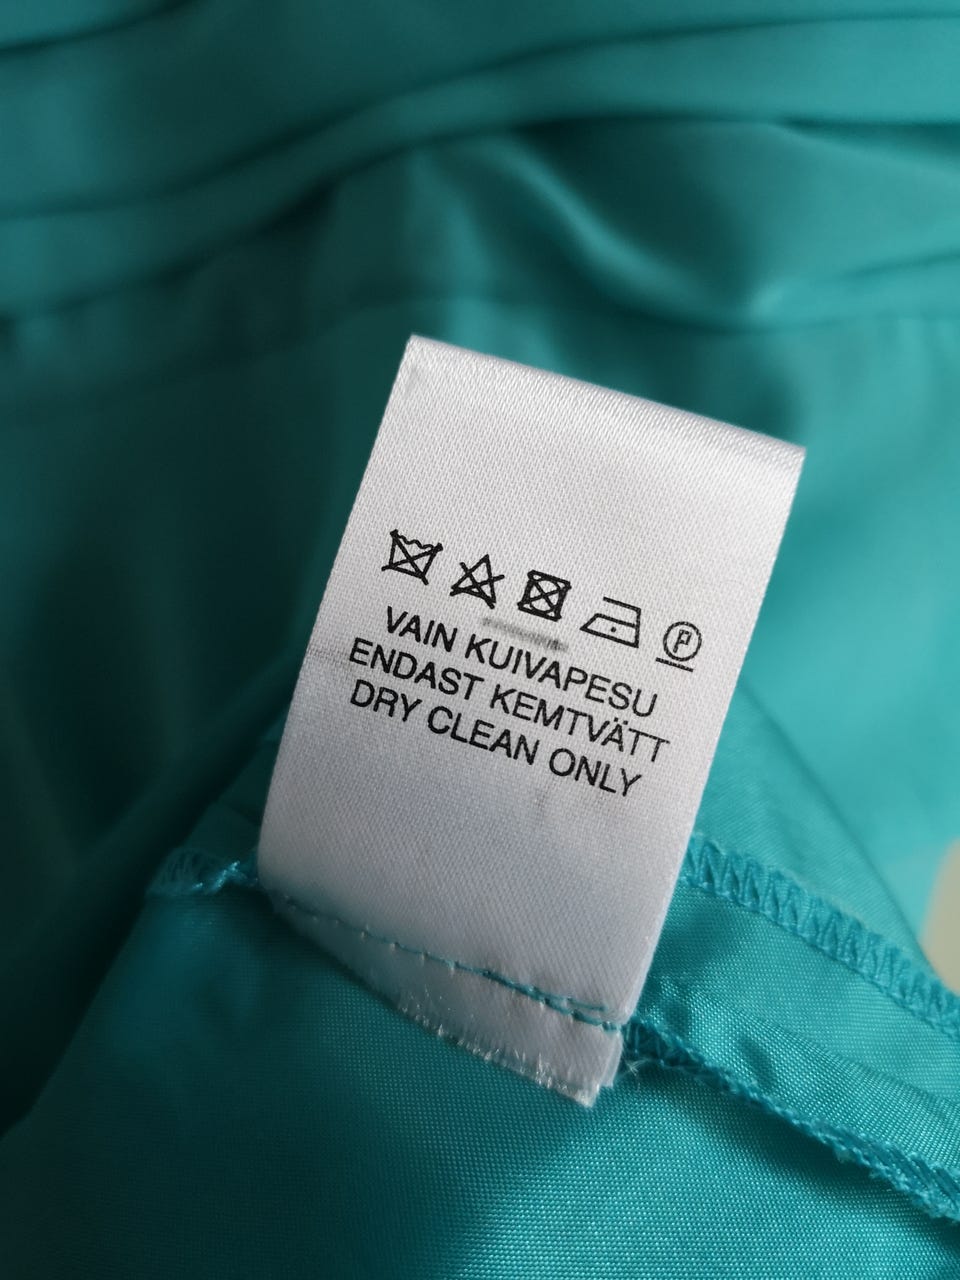 P
VAIN KUIVAPESU
ENDAST KEMTVÄTT
DRY CLEAN ONLY